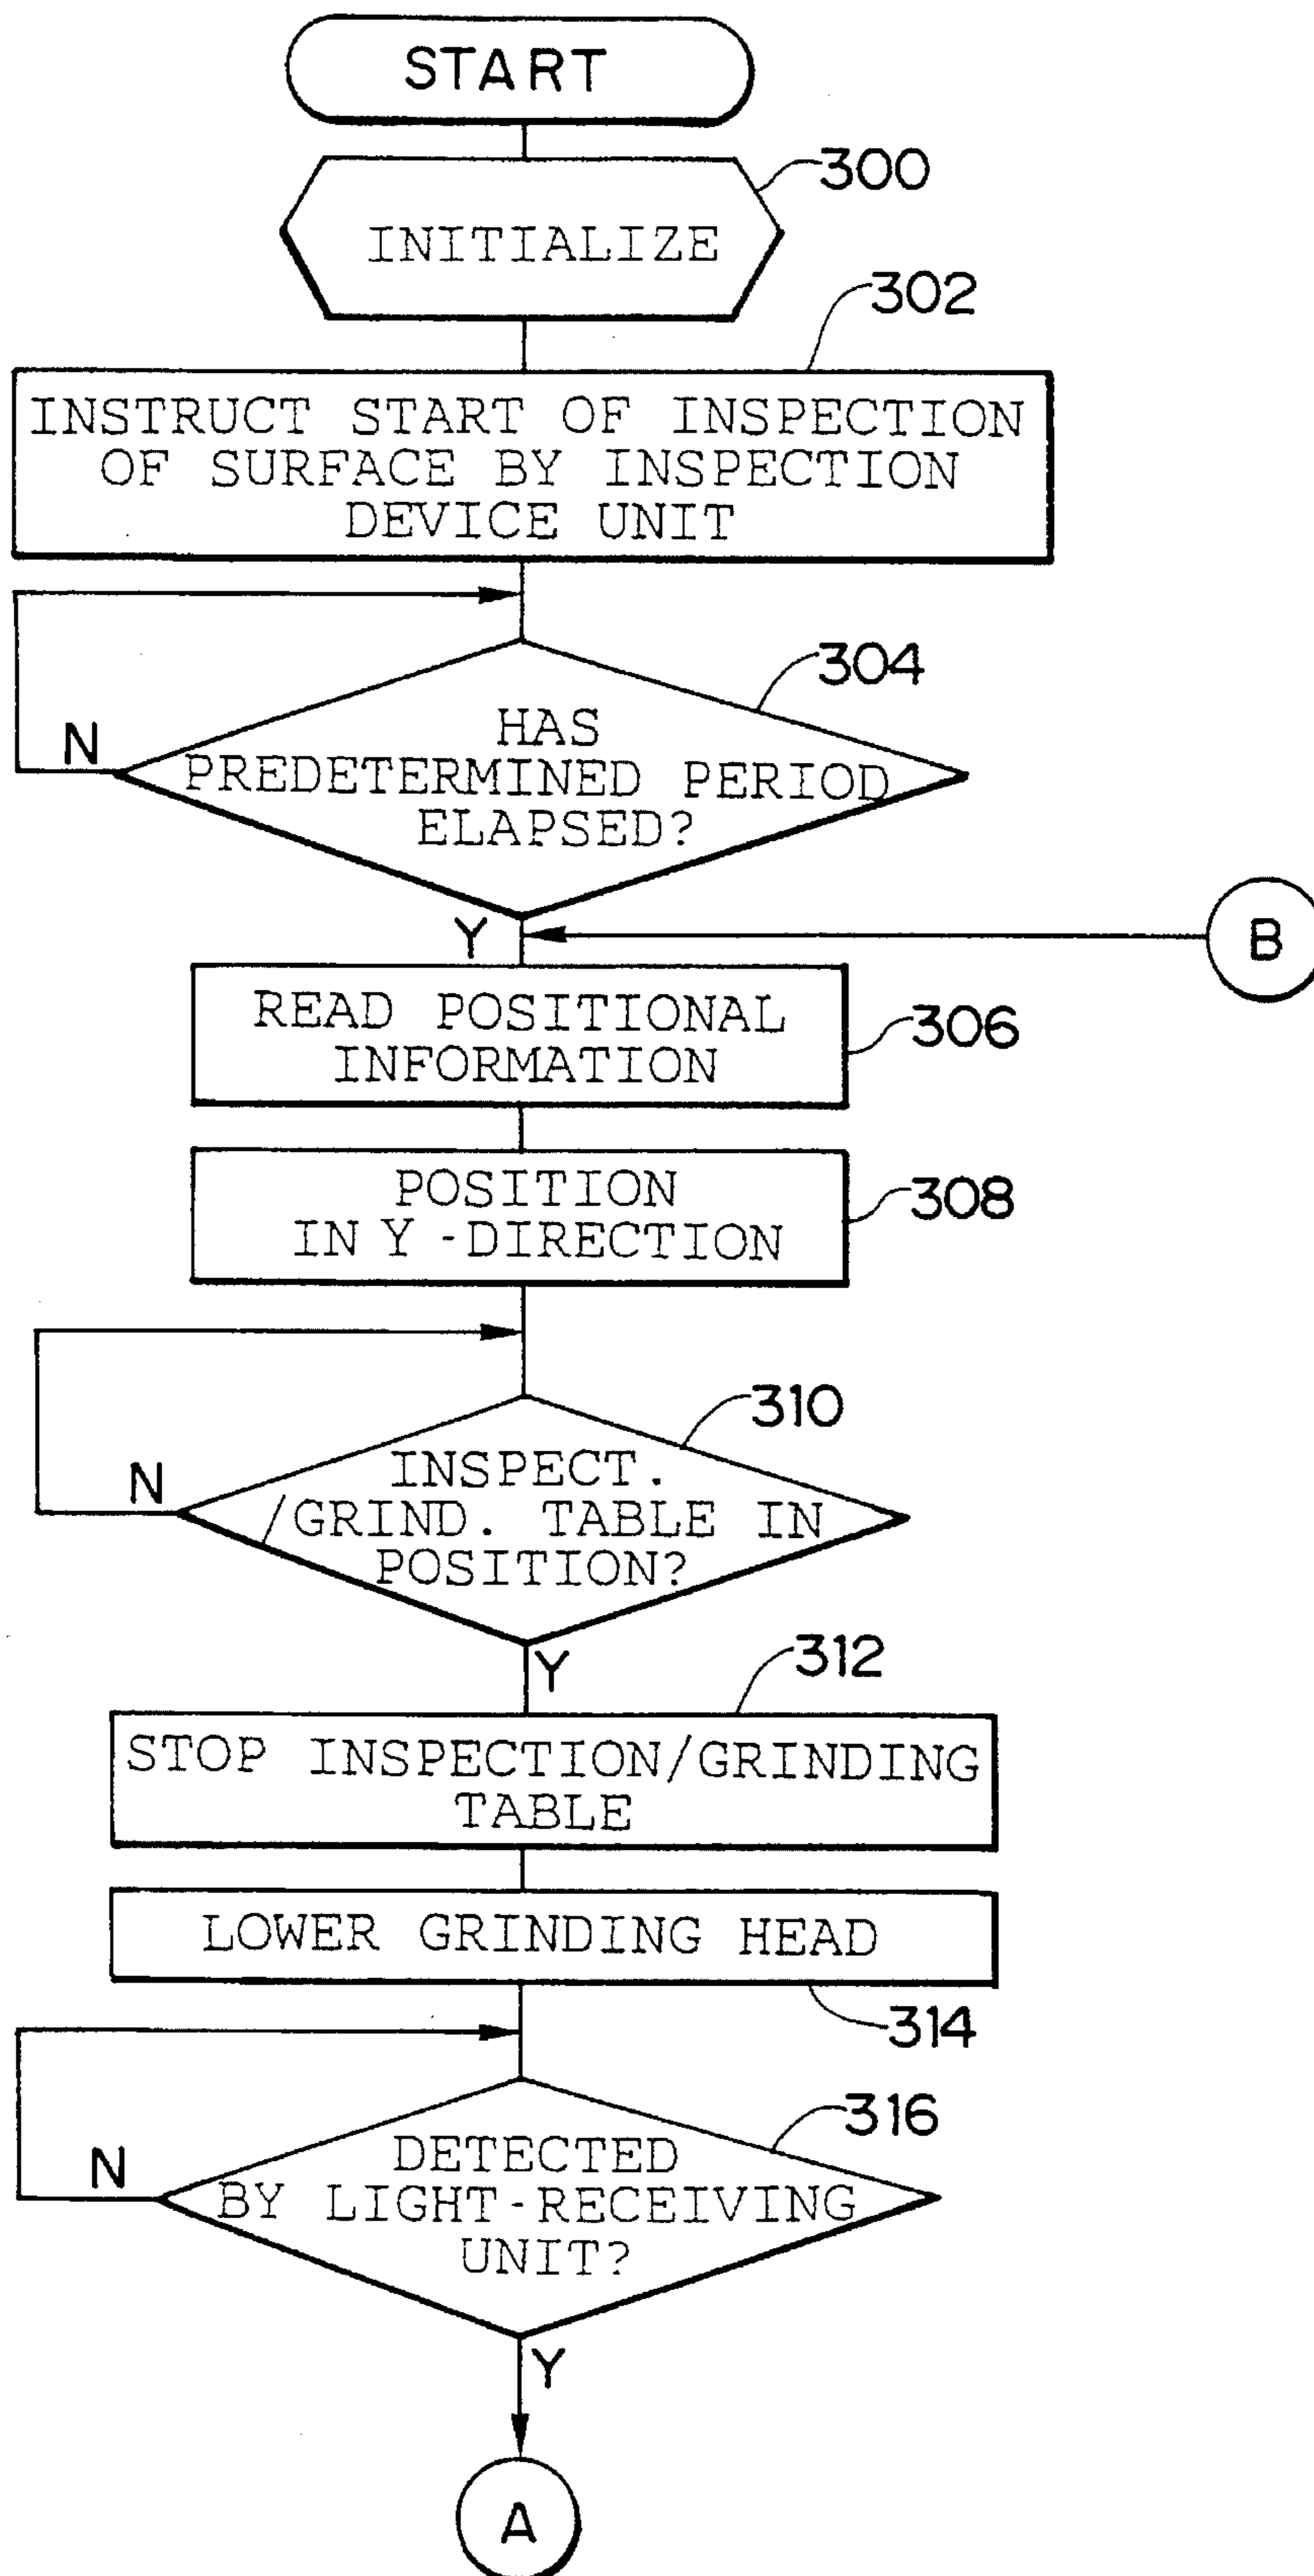 START
300
INITIALIZE
302
INSTRUCT START OF INSPECTION
OF SURFACE BY INSPECTION
DEVICE UNIT
304
HAS
PREDETERMINED PERIOD
ELAPSED?
N
Y
B
READ POSITIONAL
INFORMATION
306
POSITION
IN Y -DIRECTION
308
310
INSPECT.
/GRIND. TABLE IN
POSITION?
N
Y
312
STOP INSPECTION/GRINDING
TABLE
LOWER GRINDING HEAD
314
316
DETECTED
BY LIGHT-RECEIVING
UNIT?
N
Y
A